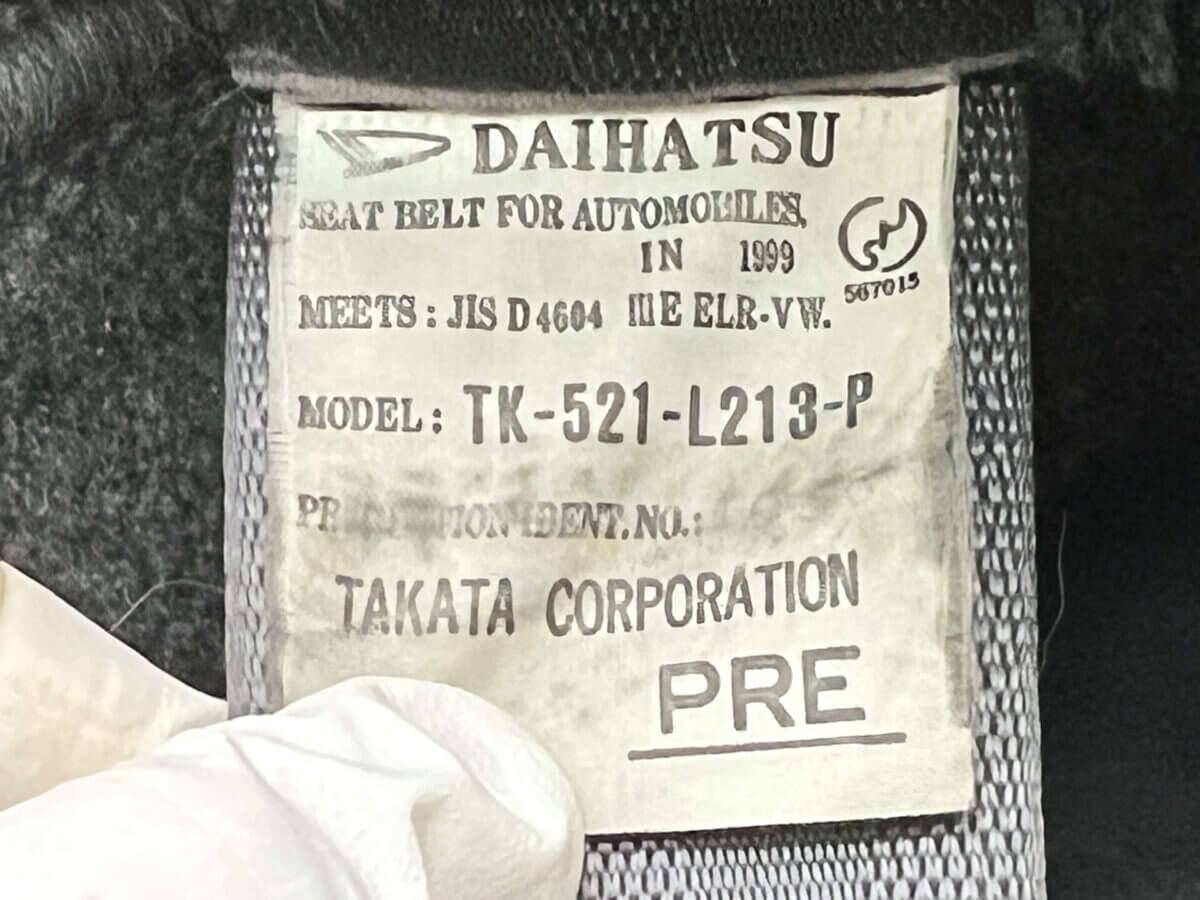 DAIHATSU
SEAT BELT FOR AUTOMOBILES,
IN 1999
567015
MEETS: JIS D 4604 IIIE ELR-VW.
MODEL: TK-521-L213-P
IDENT. NO.:
TAKATA CORPORATION
PRE